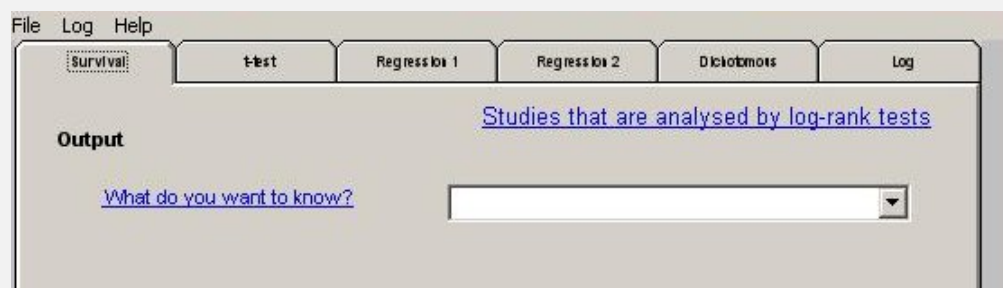 File Log Help
Survival t-test Regression 1 Regression 2 Dichotomous Log
Studies that are analysed by log-rank tests
Output
What do you want to know?